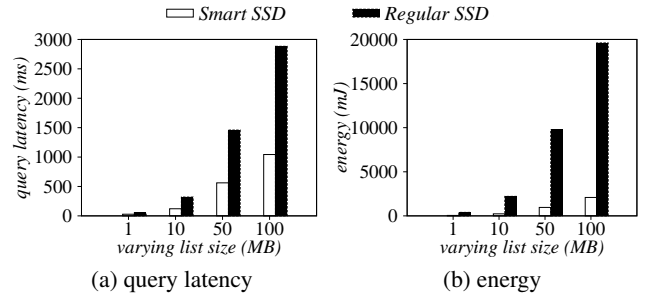 Smart SSD Regular SSD
query latency (ms)
3000
2500
2000
1500
1000
500
0
1 10 50 100
varying list size (MB)
(a) query latency
energy (mJ)
20000
15000
10000
5000
0
1 10 50 100
varying list size (MB)
(b) energy